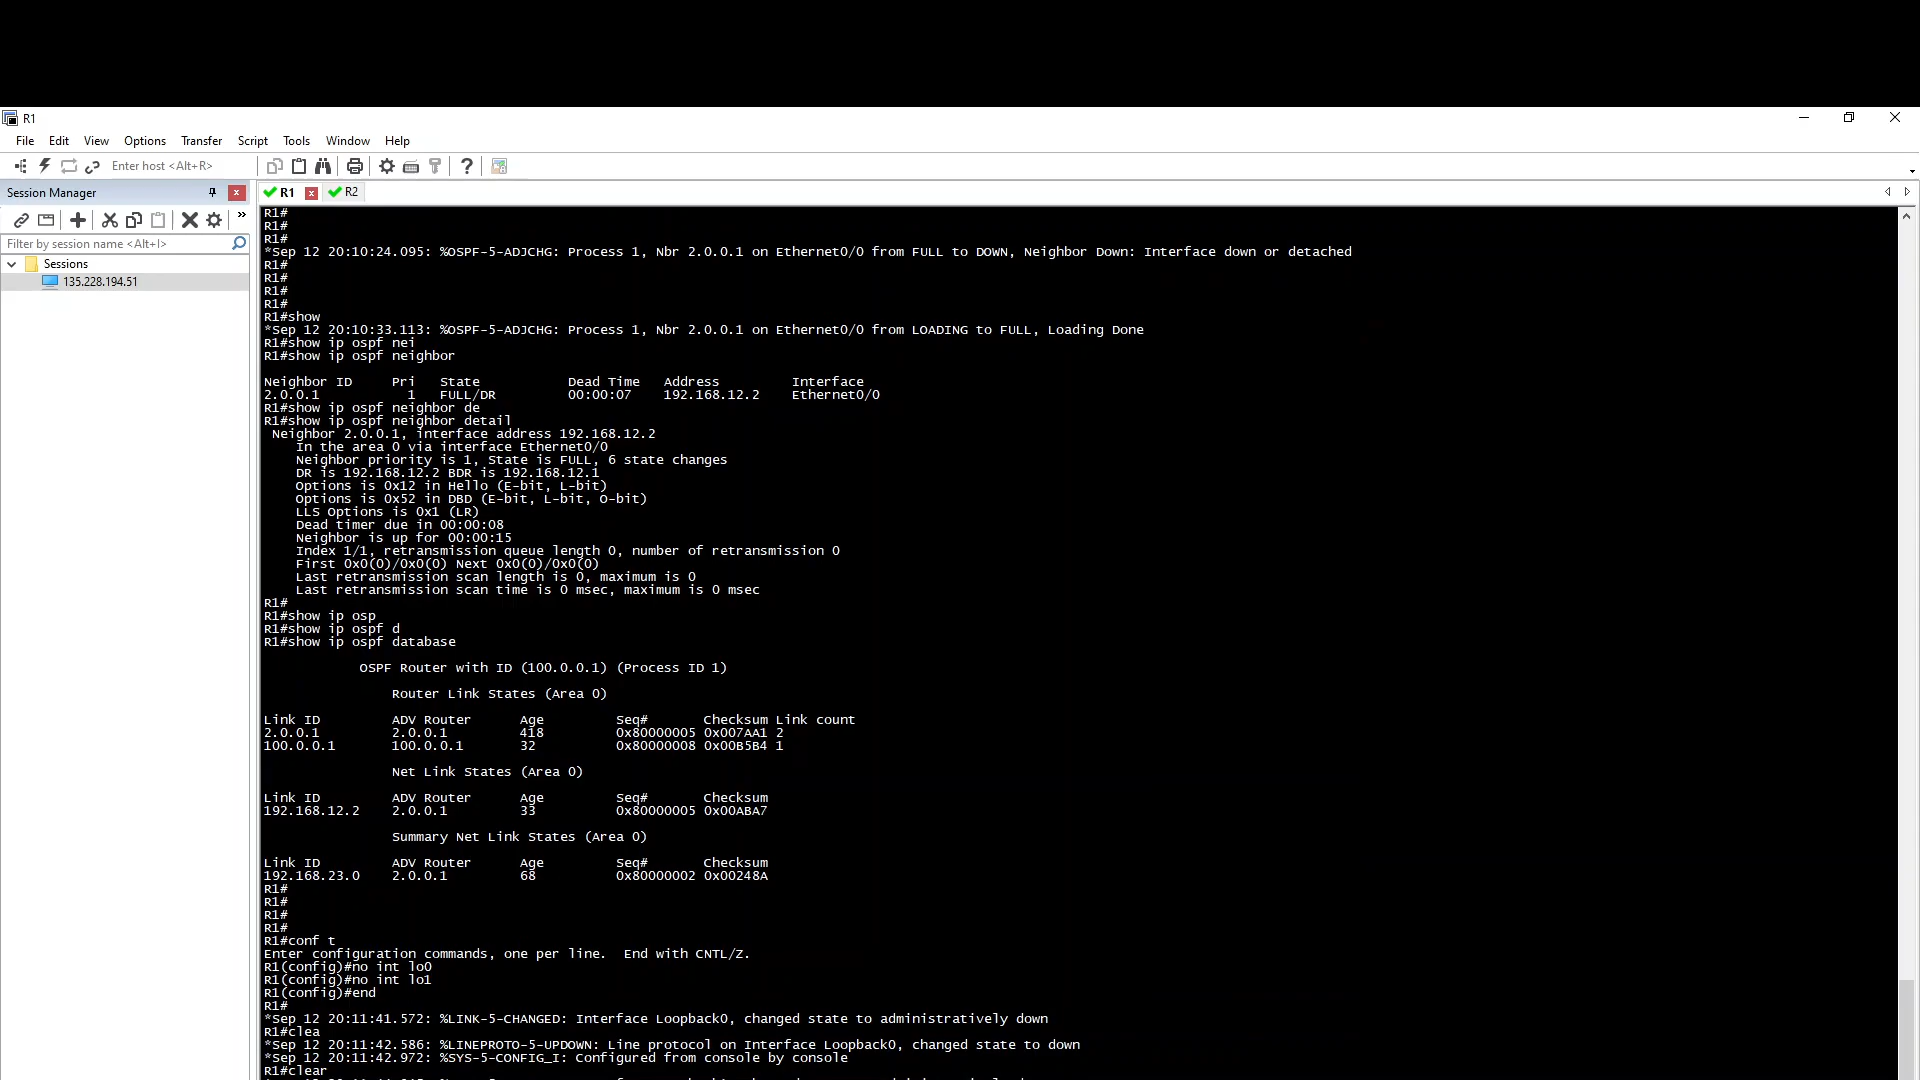 R1
File Edit View Options Transfer Script Tools Window Help
Enter host <Alt+R>
Session Manager
R1 R2
Filter by session name <Alt+I>
Sessions
135.228.194.51
R1#
R1#
R1#
*Sep 12 20:10:24.095: %OSPF-5-ADJCHG: Process 1, Nbr 2.0.0.1 on Ethernet0/0 from FULL to DOWN, Neighbor Down: Interface down or detached
R1#
R1#
R1#
R1#
R1#show
*Sep 12 20:10:33.113: %OSPF-5-ADJCHG: Process 1, Nbr 2.0.0.1 on Ethernet0/0 from LOADING to FULL, Loading Done
R1#show ip ospf nei
R1#show ip ospf neighbor
Neighbor ID     Pri   State           Dead Time   Address         Interface
2.0.0.1           1   FULL/DR         00:00:07    192.168.12.2    Ethernet0/0
R1#show ip ospf neighbor de
R1#show ip ospf neighbor detail
Neighbor 2.0.0.1, interface address 192.168.12.2
In the area 0 via interface Ethernet0/0
Neighbor priority is 1, State is FULL, 6 state changes
DR is 192.168.12.2 BDR is 192.168.12.1
Options is 0x12 in Hello (E-bit, L-bit)
Options is 0x52 in DBD (E-bit, L-bit, O-bit)
LLS Options is 0x1 (LR)
Dead timer due in 00:00:08
Neighbor is up for 00:00:15
Index 1/1, retransmission queue length 0, number of retransmission 0
First 0x0(0)/0x0(0) Next 0x0(0)/0x0(0)
Last retransmission scan length is 0, maximum is 0
Last retransmission scan time is 0 msec, maximum is 0 msec
R1#
R1#show ip osp
R1#show ip ospf d
R1#show ip ospf database
OSPF Router with ID (100.0.0.1) (Process ID 1)
Router Link States (Area 0)
Link ID         ADV Router      Age         Seq#       Checksum Link count
2.0.0.1         2.0.0.1         418         0x80000005 0x007AA1 2
100.0.0.1       100.0.0.1       32          0x80000008 0x00B5B4 1
Net Link States (Area 0)
Link ID         ADV Router      Age         Seq#       Checksum
192.168.12.2    2.0.0.1         33          0x80000005 0x00ABA7
Summary Net Link States (Area 0)
Link ID         ADV Router      Age         Seq#       Checksum
192.168.23.0    2.0.0.1         68          0x80000002 0x00248A
R1#
R1#
R1#
R1#
R1#conf t
Enter configuration commands, one per line.  End with CNTL/Z.
R1(config)#no int lo0
R1(config)#no int lo1
R1(config)#end
R1#
*Sep 12 20:11:41.572: %LINK-5-CHANGED: Interface Loopback0, changed state to administratively down
R1#clea
*Sep 12 20:11:42.586: %LINEPROTO-5-UPDOWN: Line protocol on Interface Loopback0, changed state to down
*Sep 12 20:11:42.972: %SYS-5-CONFIG_I: Configured from console by console
R1#clear